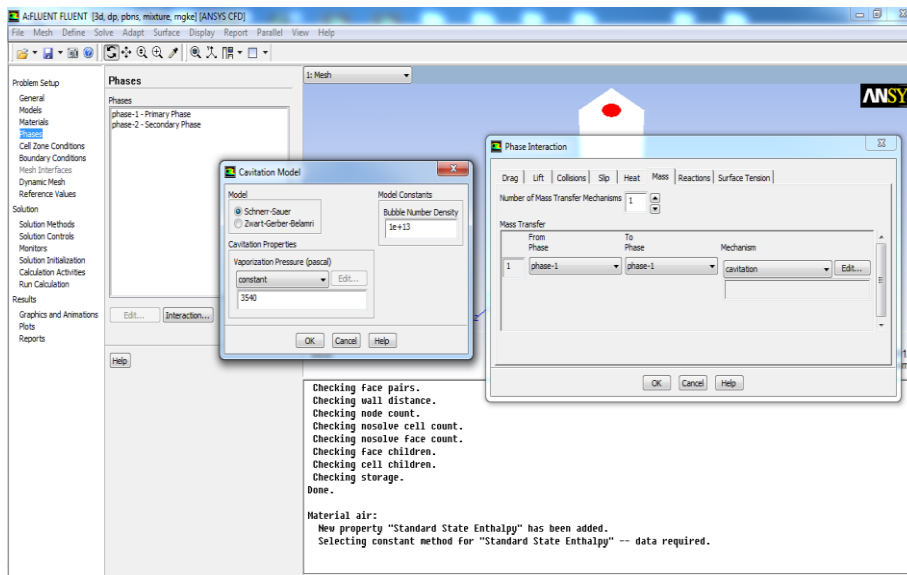 A:FLUENT FLUENT [3d, dp, pbns, mixture, rngke] [ANSYS CFD]
File Mesh Define Solve Adapt Surface Display Report Parallel View Help
Problem Setup
General
Models
Materials
Phases
Cell Zone Conditions
Boundary Conditions
Mesh Interfaces
Dynamic Mesh
Reference Values
Solution
Solution Methods
Solution Controls
Monitors
Solution Initialization
Calculation Activities
Run Calculation
Results
Graphics and Animations
Plots
Reports
Phases
Phases
phase-1 - Primary Phase
phase-2 - Secondary Phase
Edit... Interaction...
Help
1: Mesh
ANSY
Cavitation Model
Model
Schnerr-Sauer
Zwart-Gerber-Belamri
Model Constants
Bubble Number Density
1e+13
Cavitation Properties
Vaporization Pressure (pascal)
constant Edit...
3540
OK Cancel Help
z
Phase Interaction
Drag Lift Collisions Slip Heat Mass Reactions Surface Tension
Number of Mass Transfer Mechanisms 1
Mass Transfer
From Phase To Phase Mechanism
1 phase-1 phase-1 cavitation Edit...
OK Cancel Help
Checking face pairs.
Checking wall distance.
Checking node count.
Checking nosolve cell count.
Checking nosolve face count.
Checking face children.
Checking cell children.
Checking storage.
Done.
Material air:
New property "Standard State Enthalpy" has been added.
Selecting constant method for "Standard State Enthalpy" -- data required.